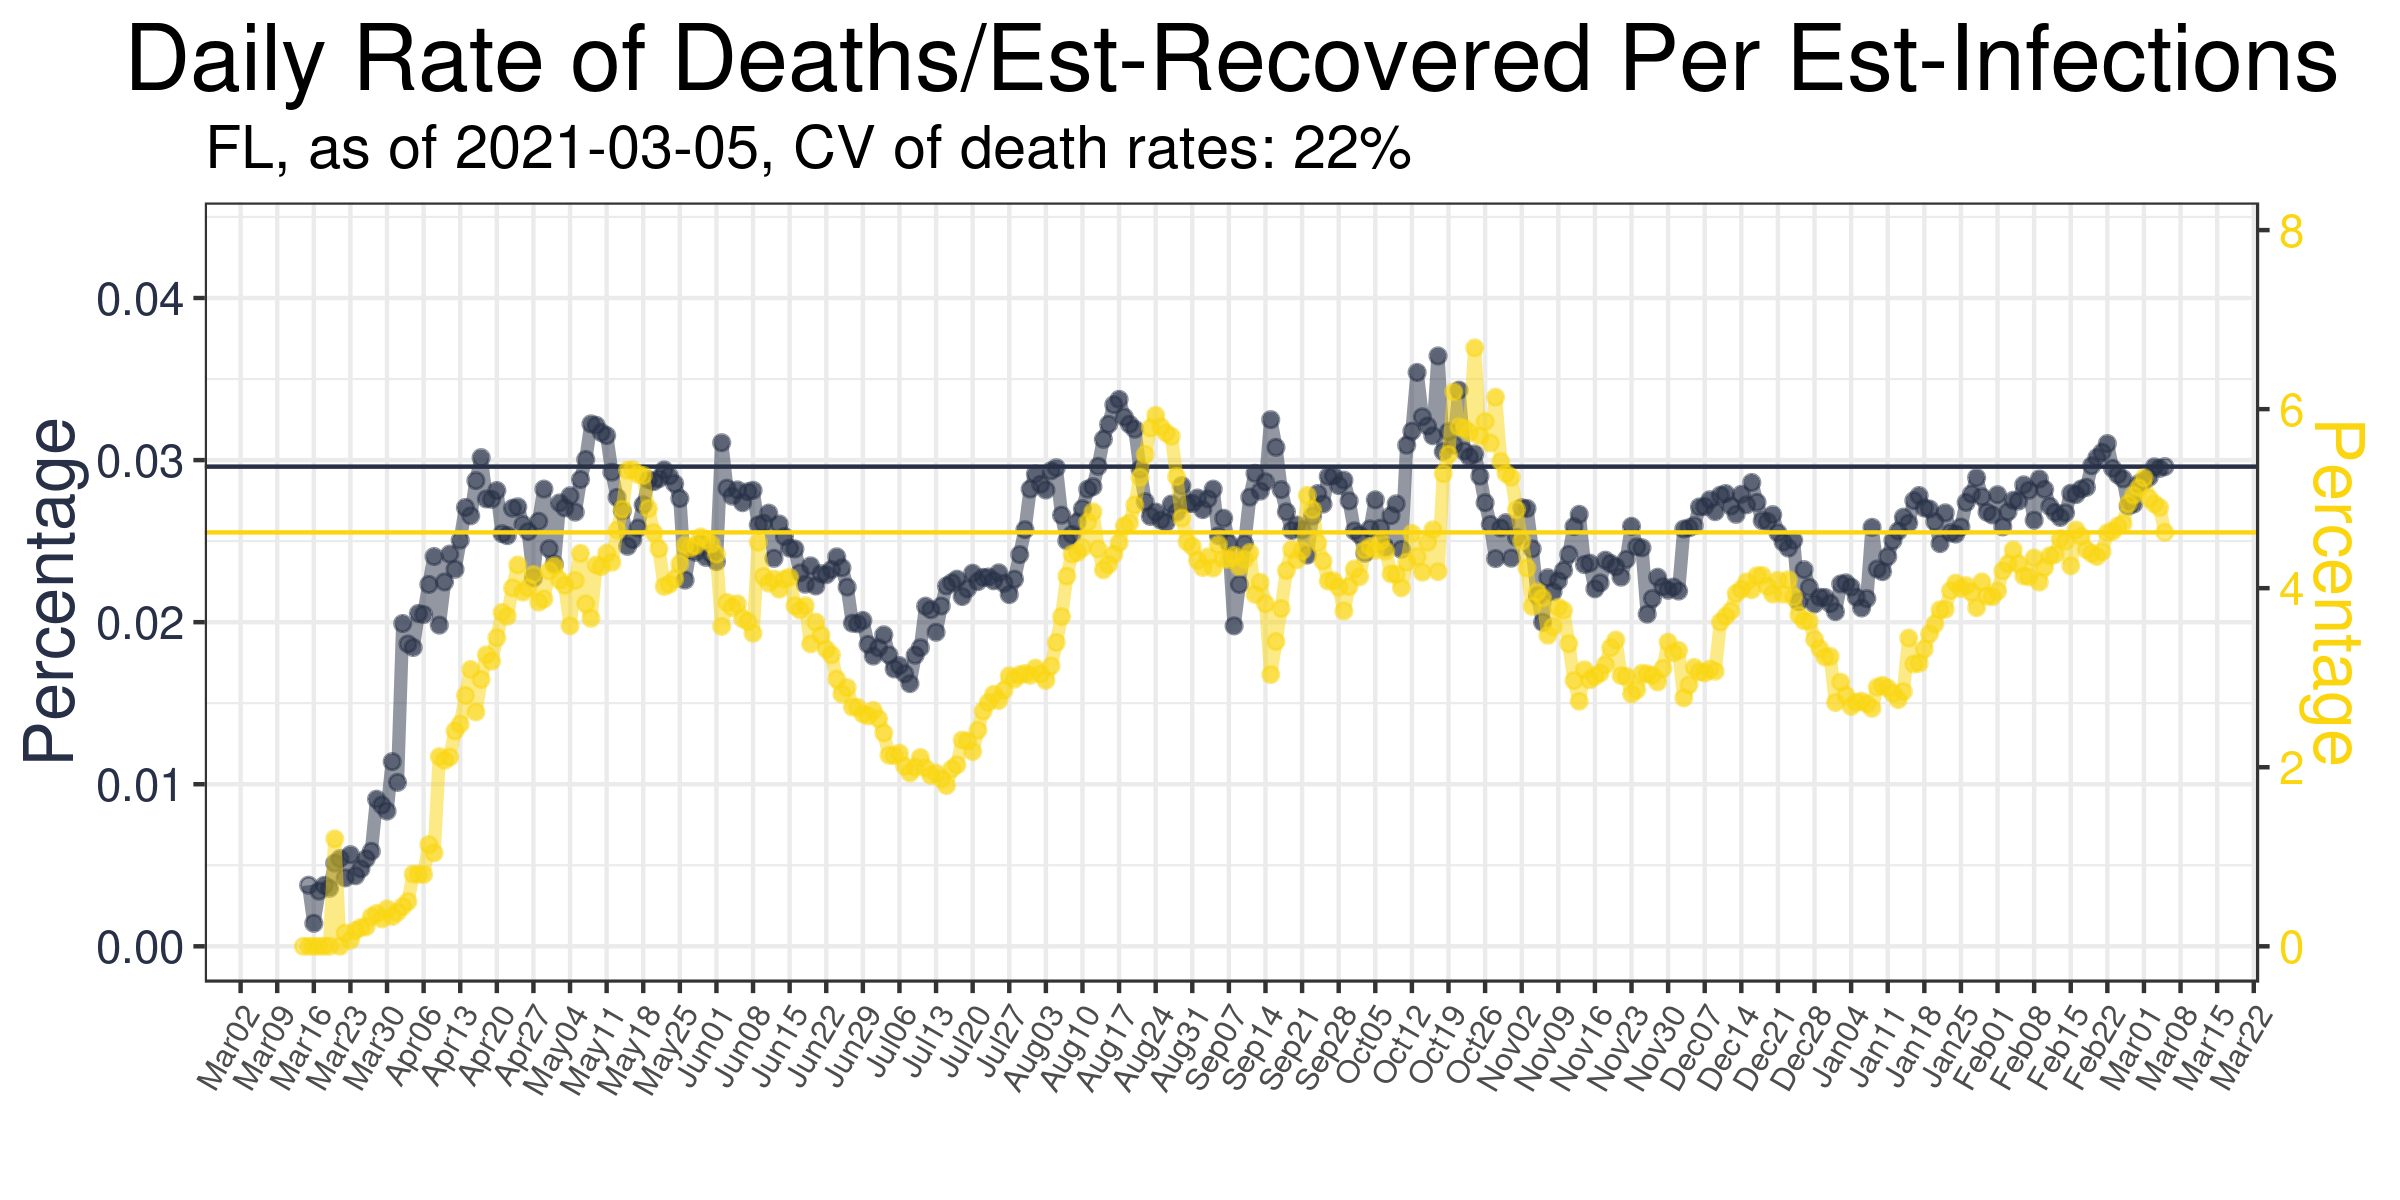 Daily Rate of Deaths/Est-Recovered Per Est-Infections
FL, as of 2021-03-05, CV of death rates: 22%
Percentage
0.04
0.03
0.02
0.01
0.00
8
6
4
2
0
Percentage
Mar02
Mar09
Mar16
Mar23
Mar30
Apr06
Apr13
Apr20
Apr27
May04
May11
May18
May25
Jun01
Jun08
Jun15
Jun22
Jun29
Jul06
Jul13
Jul20
Jul27
Aug03
Aug10
Aug17
Aug24
Aug31
Sep07
Sep14
Sep21
Sep28
Oct05
Oct12
Oct19
Oct26
Nov02
Nov09
Nov16
Nov23
Nov30
Dec07
Dec14
Dec21
Dec28
Jan04
Jan11
Jan18
Jan25
Feb01
Feb08
Feb15
Feb22
Mar01
Mar08
Mar15
Mar22